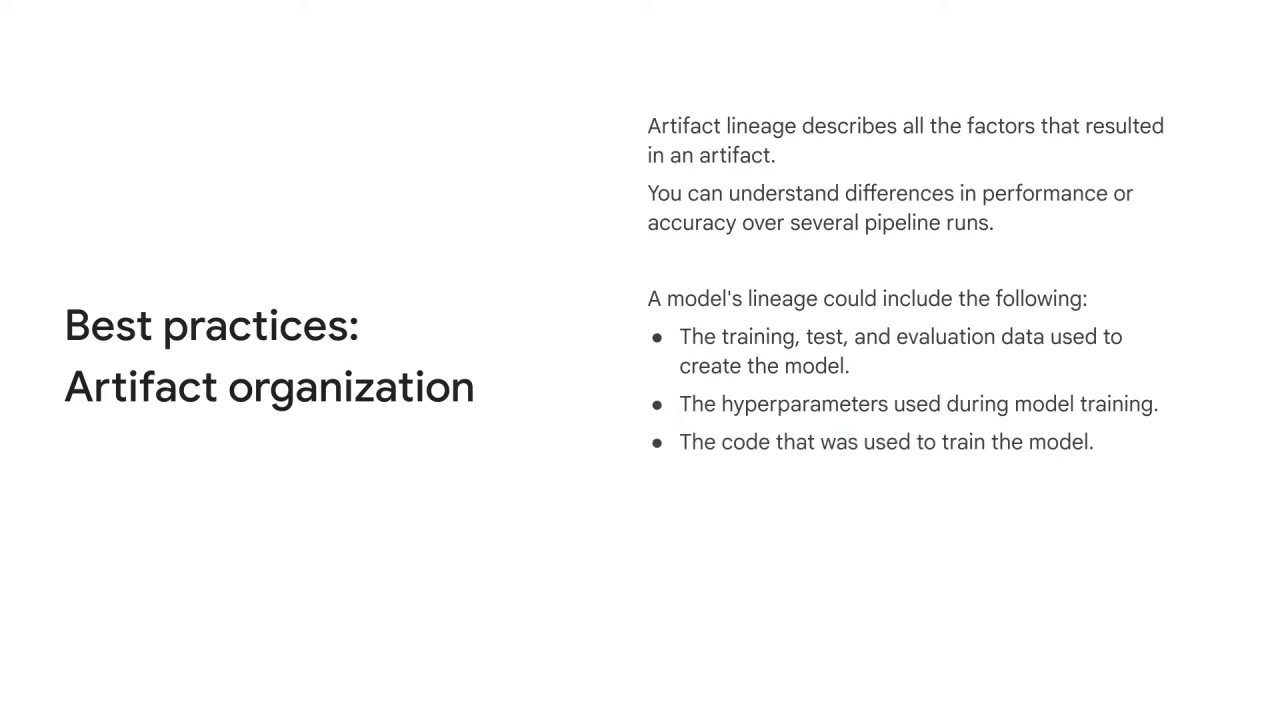 Best practices:
Artifact organization
Artifact lineage describes all the factors that resulted
in an artifact.
You can understand differences in performance or
accuracy over several pipeline runs.
A model's lineage could include the following:
● The training, test, and evaluation data used to
create the model.
● The hyperparameters used during model training.
● The code that was used to train the model.